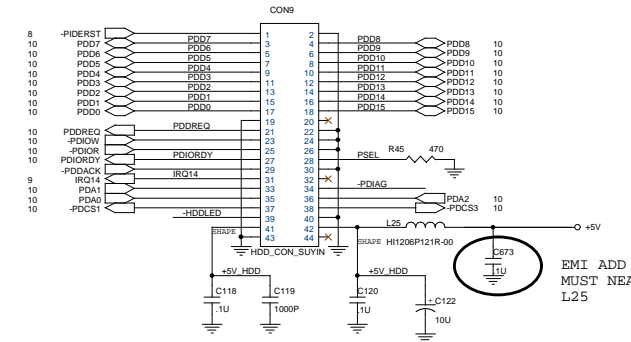 CON9
8 -PIDERST 1 2
10 PDD7 PDD7 3 4 PDD8 PDD8 10
10 PDD6 PDD6 5 6 PDD9 PDD9 10
10 PDD5 PDD5 7 8 PDD10 PDD10 10
10 PDD4 PDD4 9 10 PDD11 PDD11 10
10 PDD3 PDD3 11 12 PDD12 PDD12 10
10 PDD2 PDD2 13 14 PDD13 PDD13 10
10 PDD1 PDD1 15 16 PDD14 PDD14 10
10 PDD0 PDD0 17 18 PDD15 PDD15 10
19 20
10 PDDREQ PDDREQ 21 22
10 -PDIOW 23 24
10 -PDIOR 25 26
10 PDIORDY PDIORDY 27 28 PSEL R45 470
-PDDACK 29 30
9 IRQ14 IRQ14 31 32
10 PDA1 33 34 -PDIAG
10 PDA0 35 36 PDA2 10
10 -PDCS1 37 38 -PDCS3 10
-HDDLED 39 40
SHAPE 41 42 L25 +5V
43 44 SHAPE HI1206P121R-00
HDD_CON_SUYIN
C673
.1U
EMI ADD
MUST NEA
L25
+5V_HDD +5V_HDD
C118 C119 C120 C122
.1U 1000P .1U + 10U